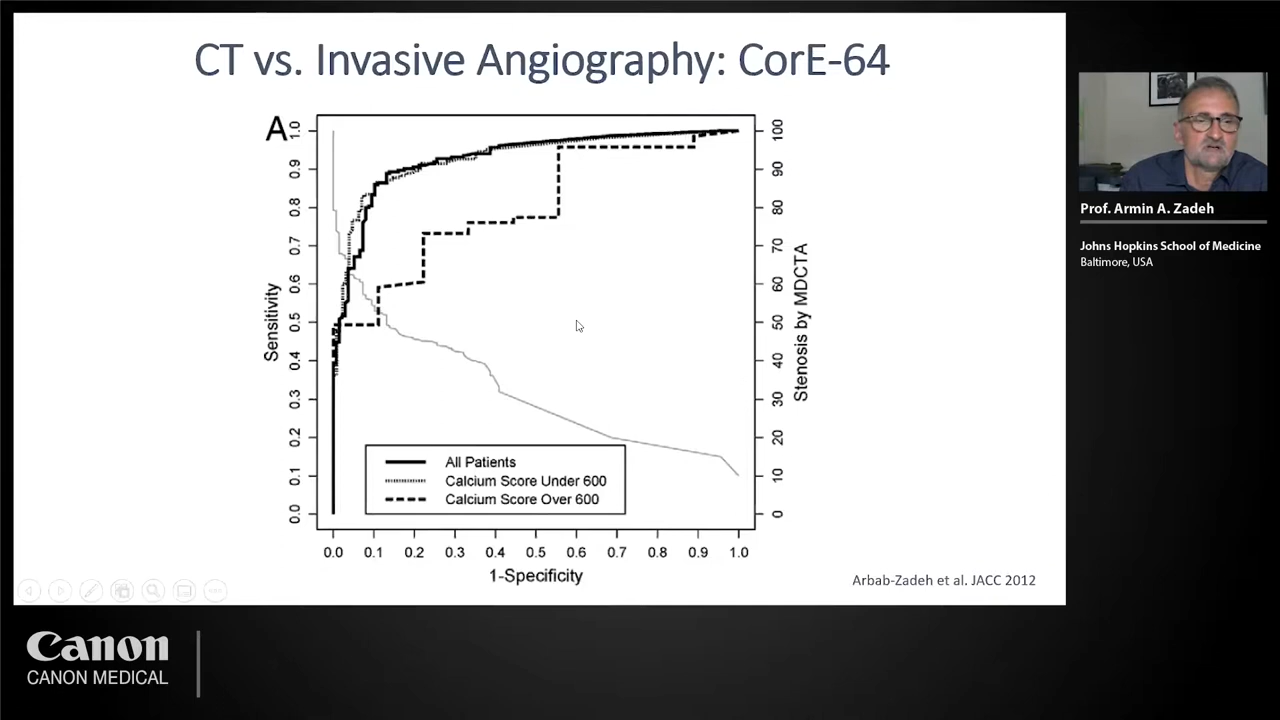 CT vs. Invasive Angiography: CorE-64
A
1.0
0.9
0.8
0.7
0.6
0.5
0.4
0.3
0.2
0.1
0.0
Sensitivity
100
90
80
70
60
50
40
30
20
10
0
Stenosis by MDCTA
All Patients
Calcium Score Under 600
Calcium Score Over 600
0.0 0.1 0.2 0.3 0.4 0.5 0.6 0.7 0.8 0.9 1.0
1-Specificity
Arbab-Zadeh et al. JACC 2012
Prof. Armin A. Zadeh
Johns Hopkins School of Medicine
Baltimore, USA
Canon
CANON MEDICAL